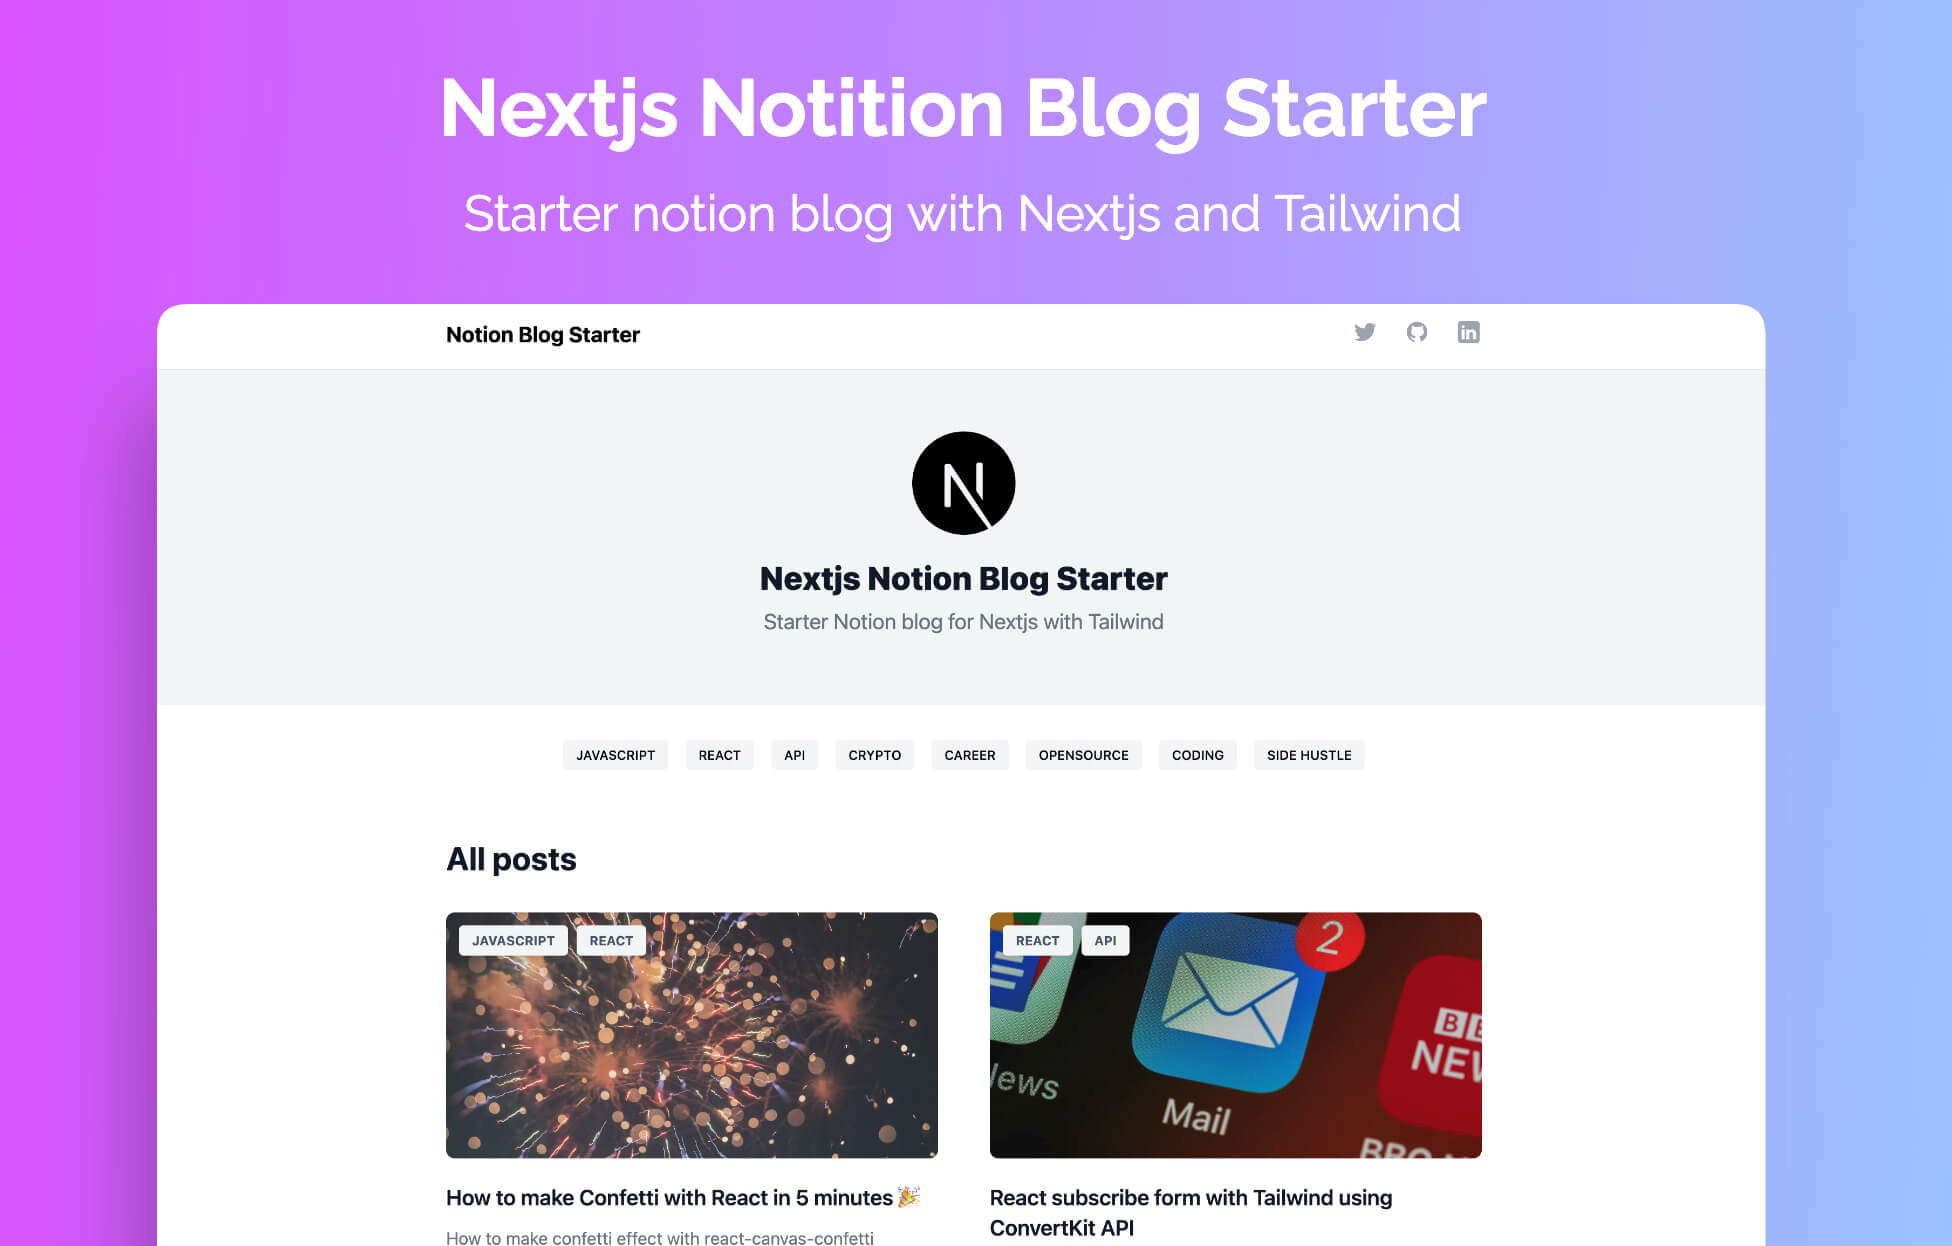 Nextjs Notition Blog Starter
Starter notion blog with Nextjs and Tailwind
Notion Blog Starter
Nextjs Notion Blog Starter
Starter Notion blog for Nextjs with Tailwind
JAVASCRIPT REACT API CRYPTO CAREER OPENSOURCE CODING SIDE HUSTLE
All posts
JAVASCRIPT REACT
REACT API
2
Mail
NEW
How to make Confetti with React in 5 minutes 🎉
How to make confetti effect with react-canvas-confetti
React subscribe form with Tailwind using
ConvertKit API